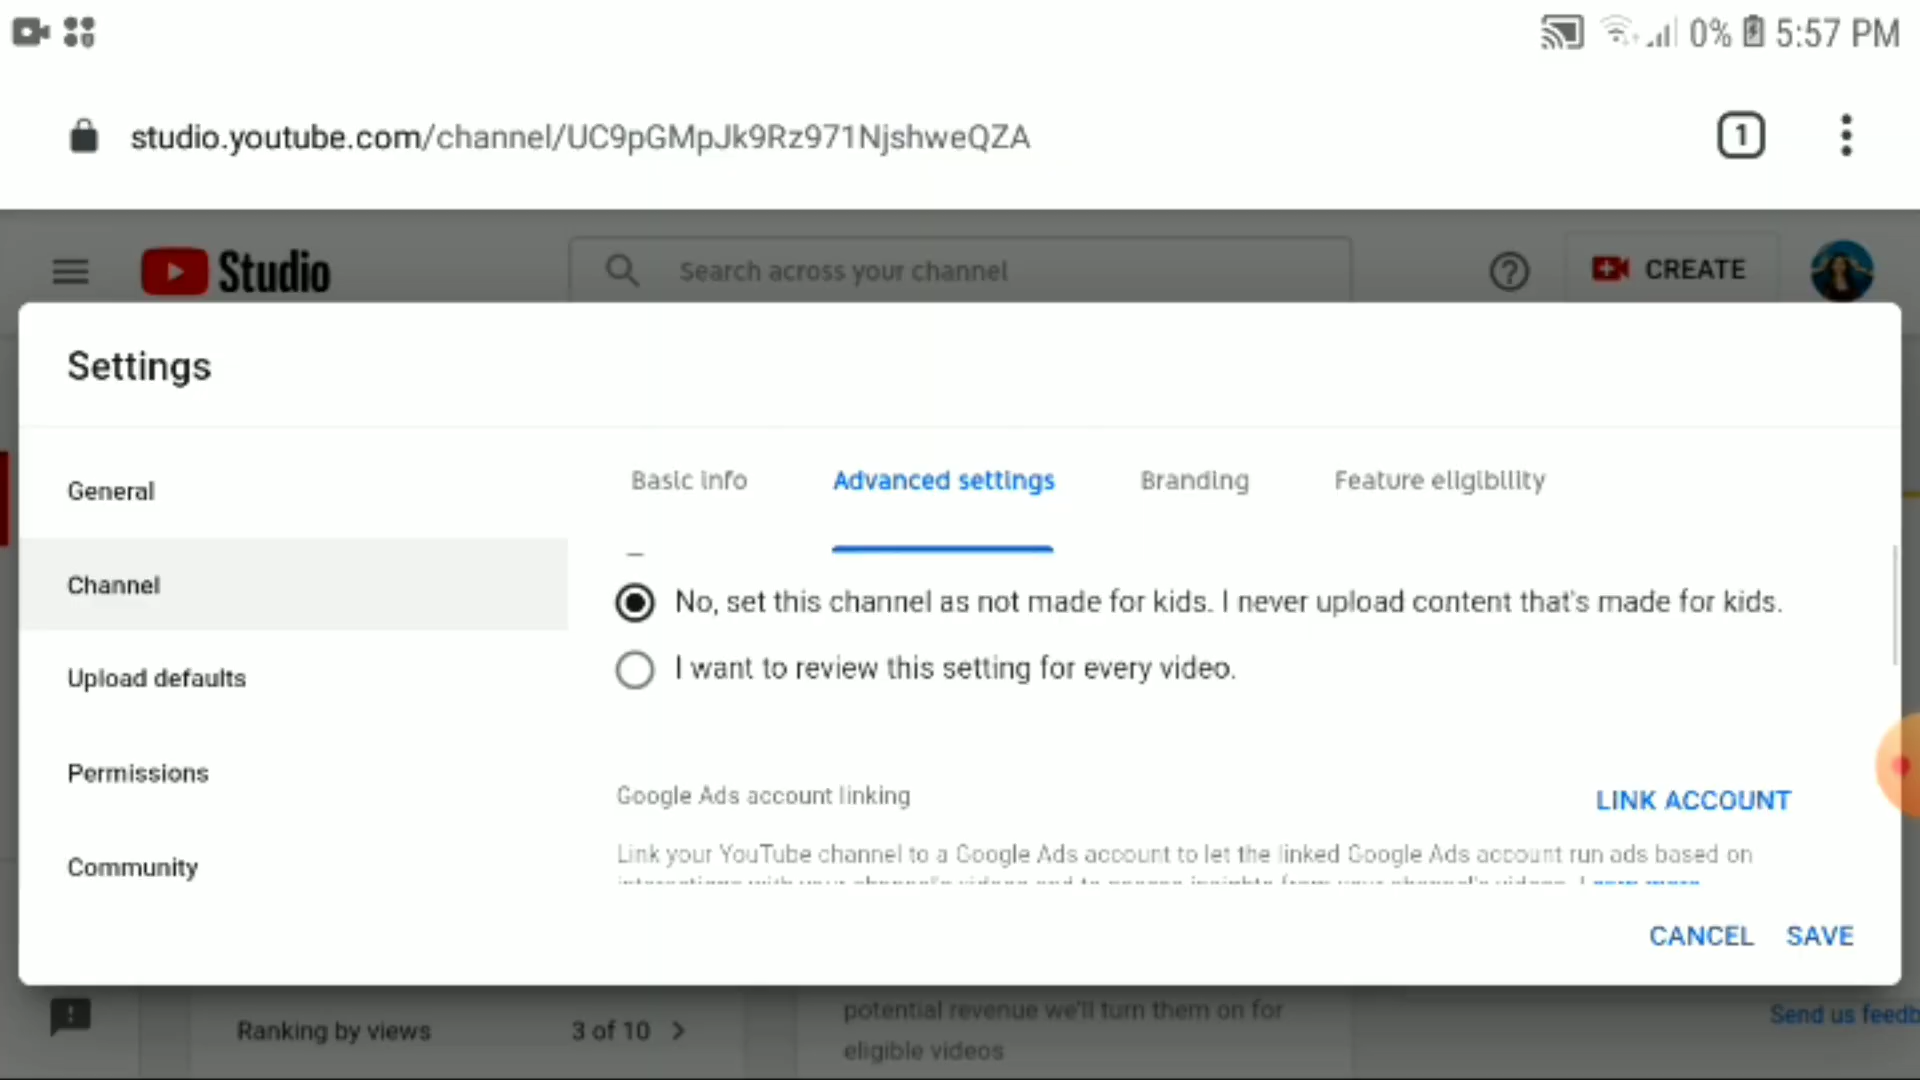 0% 5:57 PM
studio.youtube.com/channel/UC9pGMpJk9Rz971NjshweQZA
1
Studio
Search across your channel
CREATE
Settings
General
Channel
Upload defaults
Permissions
Community
Basic info
Advanced settings
Branding
Feature eligibility
No, set this channel as not made for kids. I never upload content that's made for kids.
I want to review this setting for every video.
Google Ads account linking
LINK ACCOUNT
Link your YouTube channel to a Google Ads account to let the linked Google Ads account run ads based on
CANCEL
SAVE
Ranking by views
3 of 10
potential revenue we'll turn them on for
eligible videos
Send us feedb